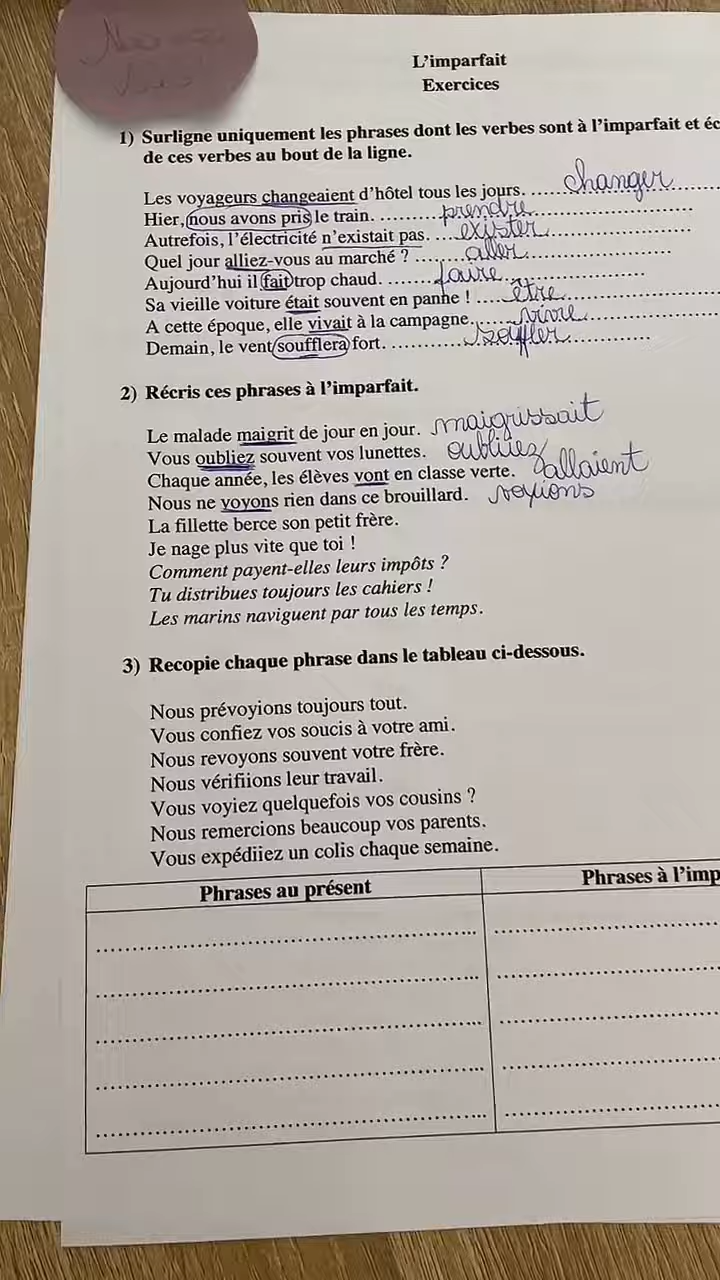 L'imparfait
Exercices
1) Surligne uniquement les phrases dont les verbes sont à l'imparfait et éc
de ces verbes au bout de la ligne.
Les voyageurs changeaient d'hôtel tous les jours. ..... changer .....
Hier, nous avons pris le train. ......... prendre .........
Autrefois, l'électricité n'existait pas. .... exister .........
Quel jour alliez-vous au marché ? ....... aller .........
Aujourd'hui il fait trop chaud. ........ faire .........
Sa vieille voiture était souvent en panne ! ..... être .........
A cette époque, elle vivait à la campagne. ....... vivre .........
Demain, le vent soufflera fort. ............ souffler .........
2) Récris ces phrases à l'imparfait.
Le malade maigrit de jour en jour. maigrissait
Vous oubliez souvent vos lunettes. oubliiez
Chaque année, les élèves vont en classe verte. allaient
Nous ne voyons rien dans ce brouillard. voyions
La fillette berce son petit frère.
Je nage plus vite que toi !
Comment payent-elles leurs impôts ?
Tu distribues toujours les cahiers !
Les marins naviguent par tous les temps.
3) Recopie chaque phrase dans le tableau ci-dessous.
Nous prévoyions toujours tout.
Vous confiez vos soucis à votre ami.
Nous revoyons souvent votre frère.
Nous vérifiions leur travail.
Vous voyiez quelquefois vos cousins ?
Nous remercions beaucoup vos parents.
Vous expédiiez un colis chaque semaine.
Phrases au présent Phrases à l'imp